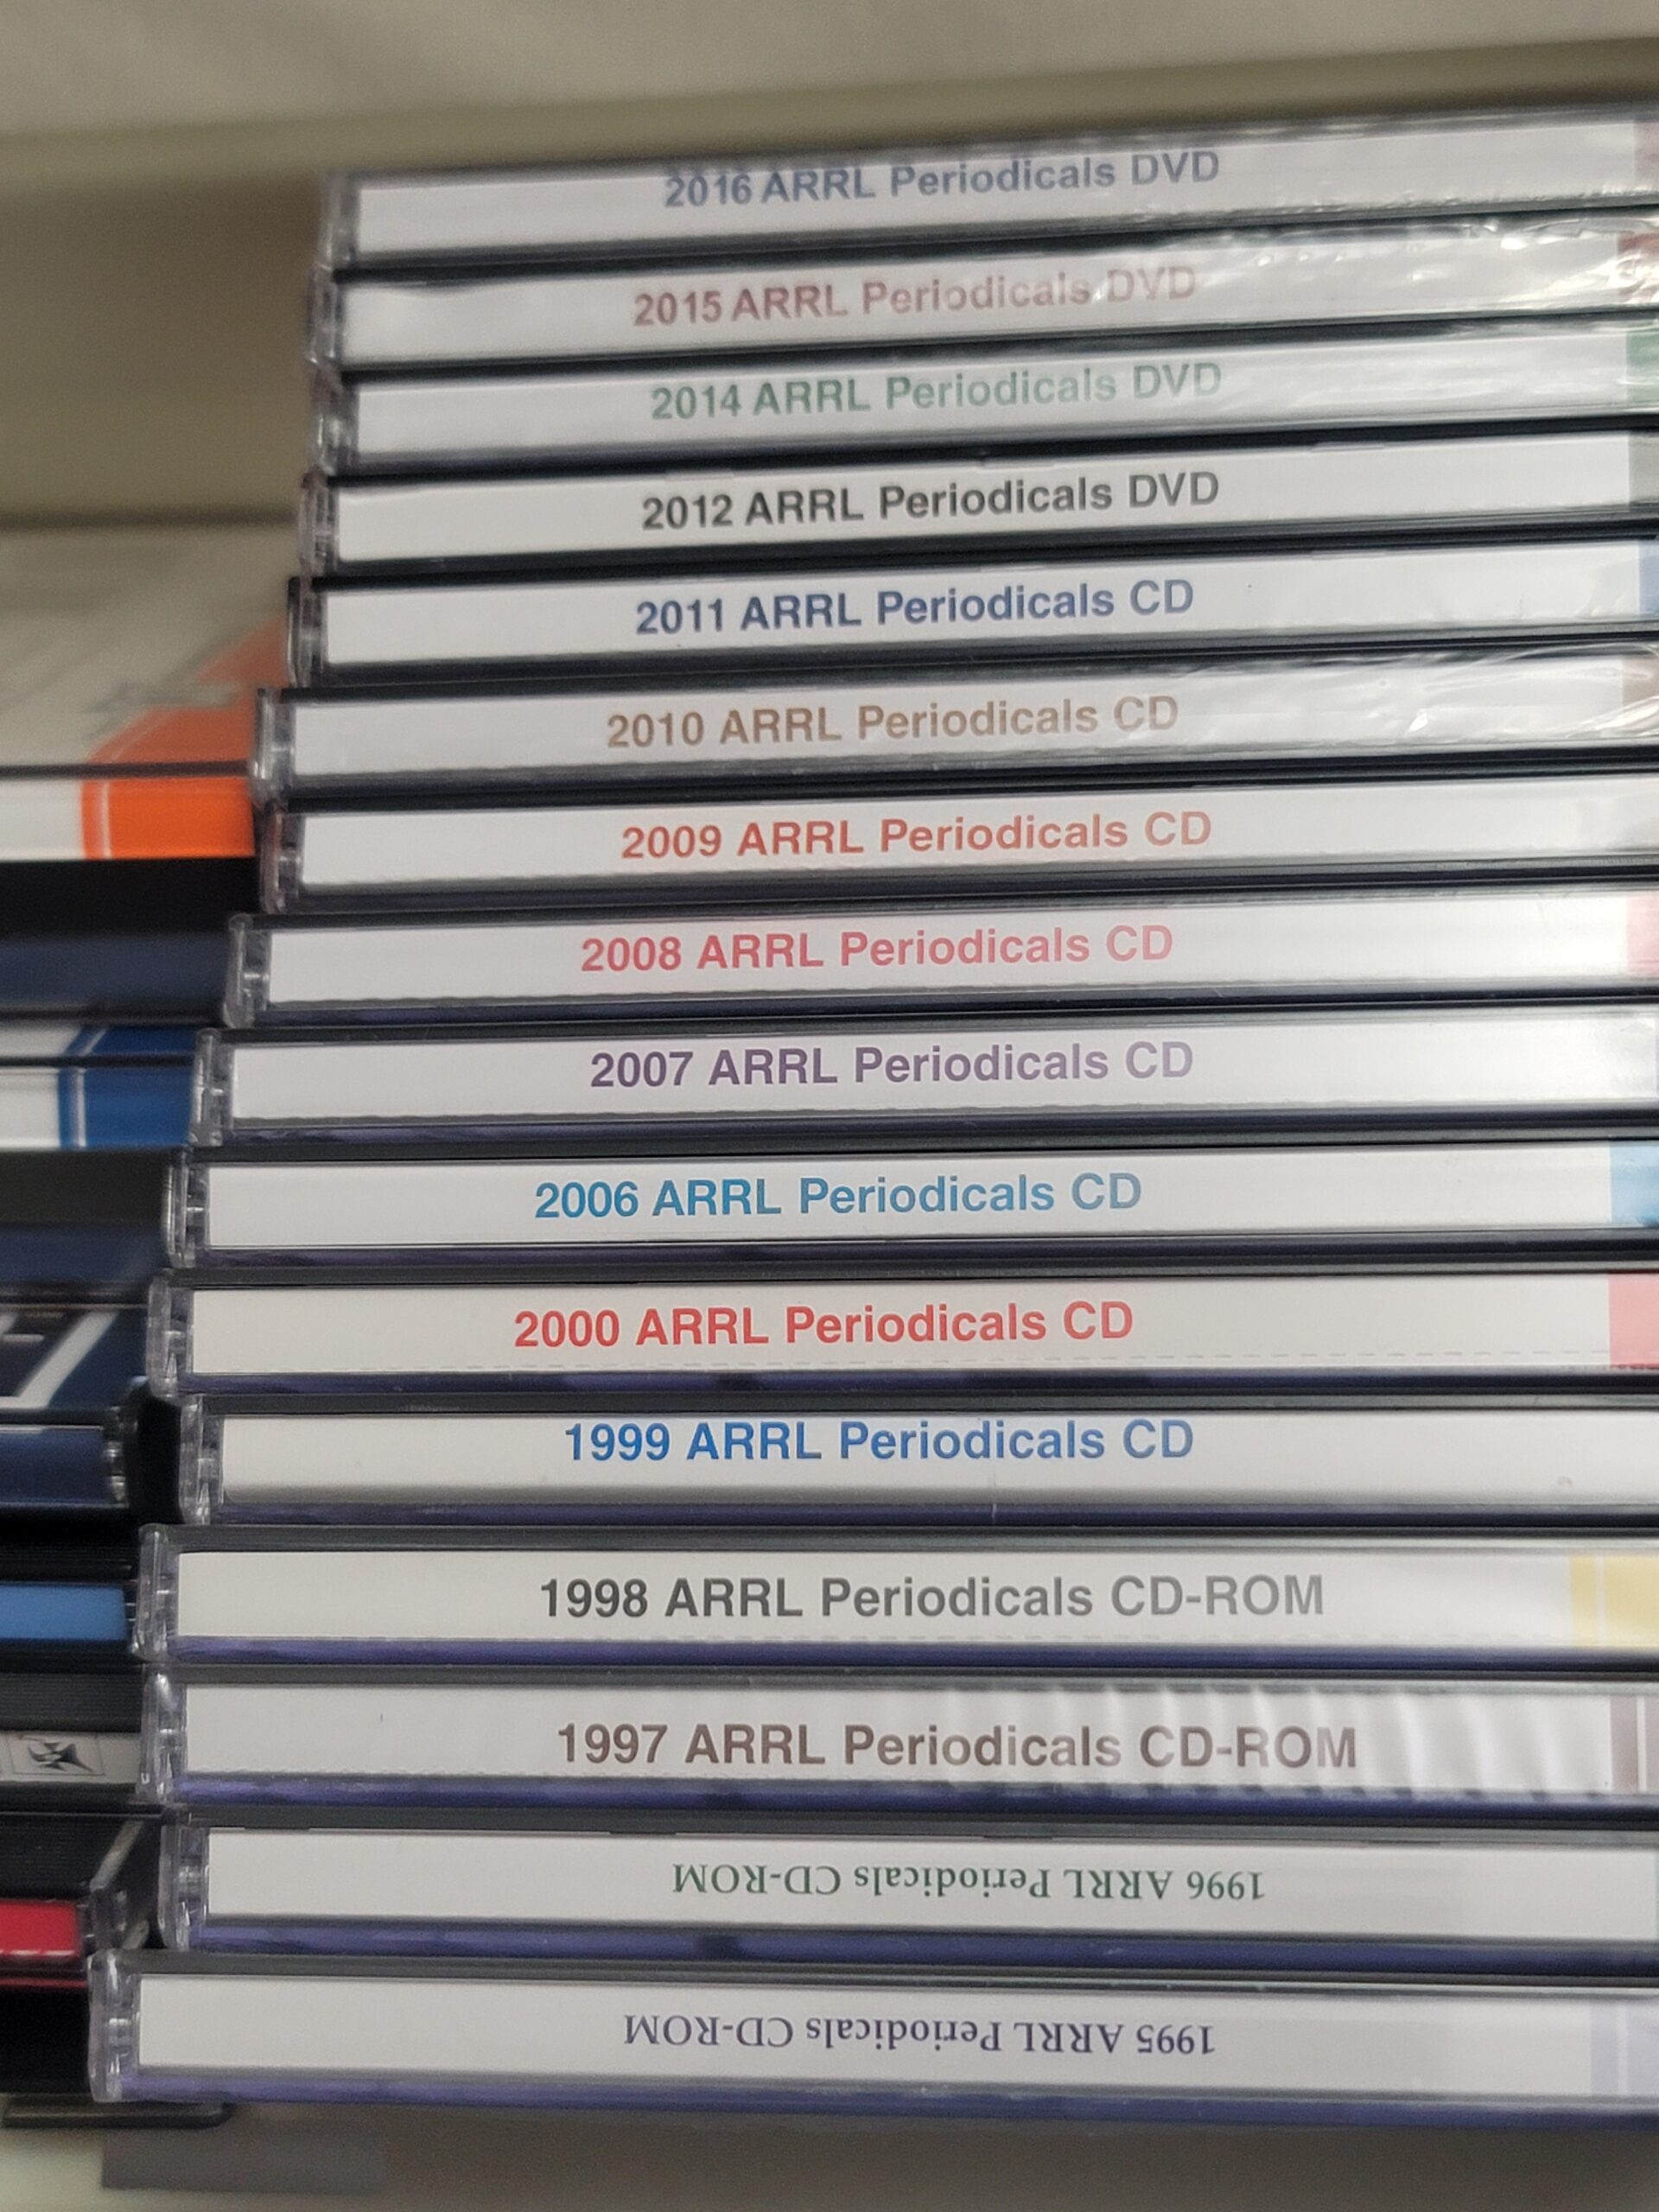 2016 ARRL Periodicals DVD
2015 ARRL Periodicals DVD
2014 ARRL Periodicals DVD
2012 ARRL Periodicals DVD
2011 ARRL Periodicals CD
2010 ARRL Periodicals CD
2009 ARRL Periodicals CD
2008 ARRL Periodicals CD
2007 ARRL Periodicals CD
2006 ARRL Periodicals CD
2000 ARRL Periodicals CD
1999 ARRL Periodicals CD
1998 ARRL Periodicals CD-ROM
1997 ARRL Periodicals CD-ROM
1996 ARRL Periodicals CD-ROM
1995 ARRL Periodicals CD-ROM